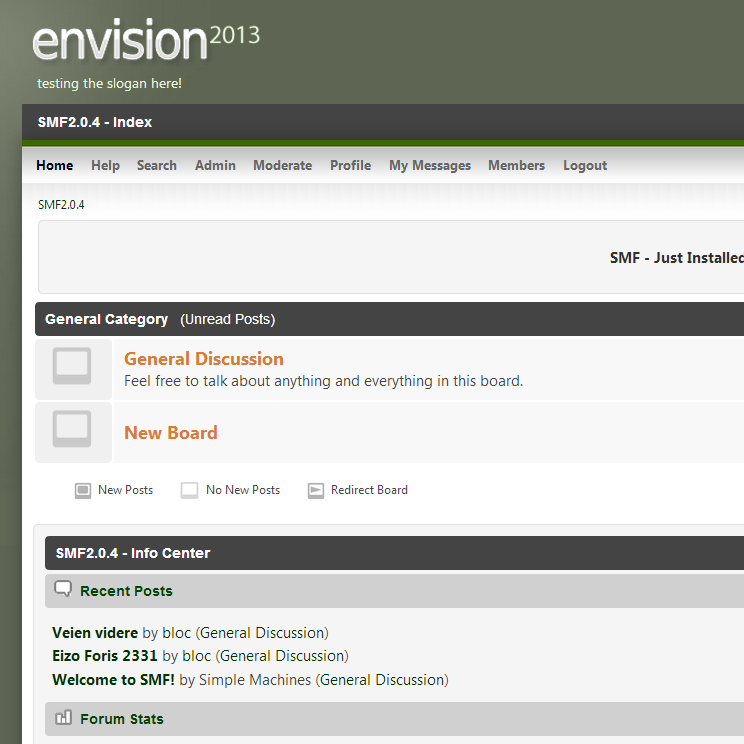 envision2013
testing the slogan here!
SMF2.0.4 - Index
Home Help Search Admin Moderate Profile My Messages Members Logout
SMF2.0.4
SMF - Just Installed
General Category (Unread Posts)
General Discussion
Feel free to talk about anything and everything in this board.
New Board
New Posts No New Posts Redirect Board
SMF2.0.4 - Info Center
Recent Posts
Veien videre by bloc (General Discussion)
Eizo Foris 2331 by bloc (General Discussion)
Welcome to SMF! by Simple Machines (General Discussion)
Forum Stats